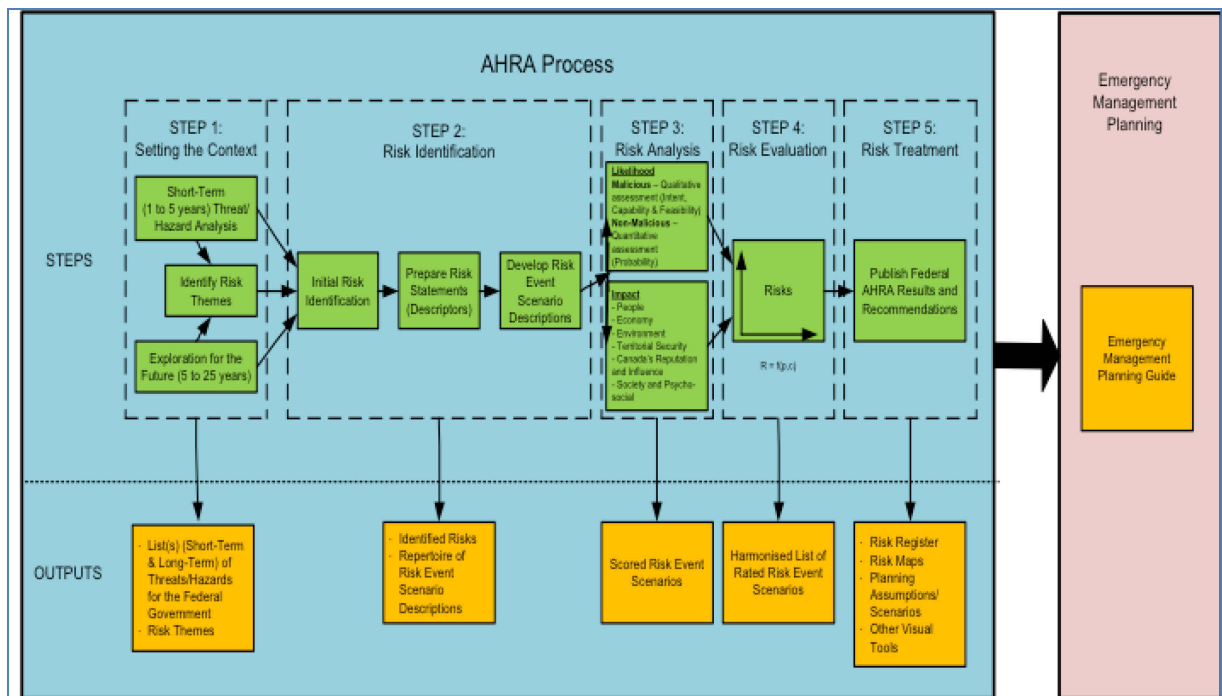 AHRA Process
STEP 1:
Setting the Context
Short-Term
(1 to 5 years) Threat/
Hazard Analysis
Identify Risk
Themes
Exploration for the
Future (5 to 25 years)
STEP 2:
Risk Identification
Initial Risk
Identification
Prepare Risk
Statements
(Descriptors)
Develop Risk
Event
Scenario
Descriptions
STEP 3:
Risk Analysis
Likelihood
Malicious – Qualitative
assessment (Intent,
Capability & Feasibility)
Non-Malicious –
Quantitative
assessment
(Probability)
Impact
- People
- Economy
- Environment
- Territorial Security
- Canada's Reputation
and Influence
- Society and Psycho-
social
STEP 4:
Risk Evaluation
Risks
R = f(p,c)
STEP 5:
Risk Treatment
Publish Federal
AHRA Results and
Recommendations
STEPS
OUTPUTS
· List(s) (Short-Term
& Long-Term) of
Threats/Hazards
for the Federal
Government
· Risk Themes
· Identified Risks
· Repertoire of
Risk Event
Scenario
Descriptions
Scored Risk Event
Scenarios
Harmonised List of
Rated Risk Event
Scenarios
· Risk Register
· Risk Maps
· Planning
Assumptions/
Scenarios
· Other Visual
Tools
Emergency
Management
Planning
Emergency
Management
Planning Guide